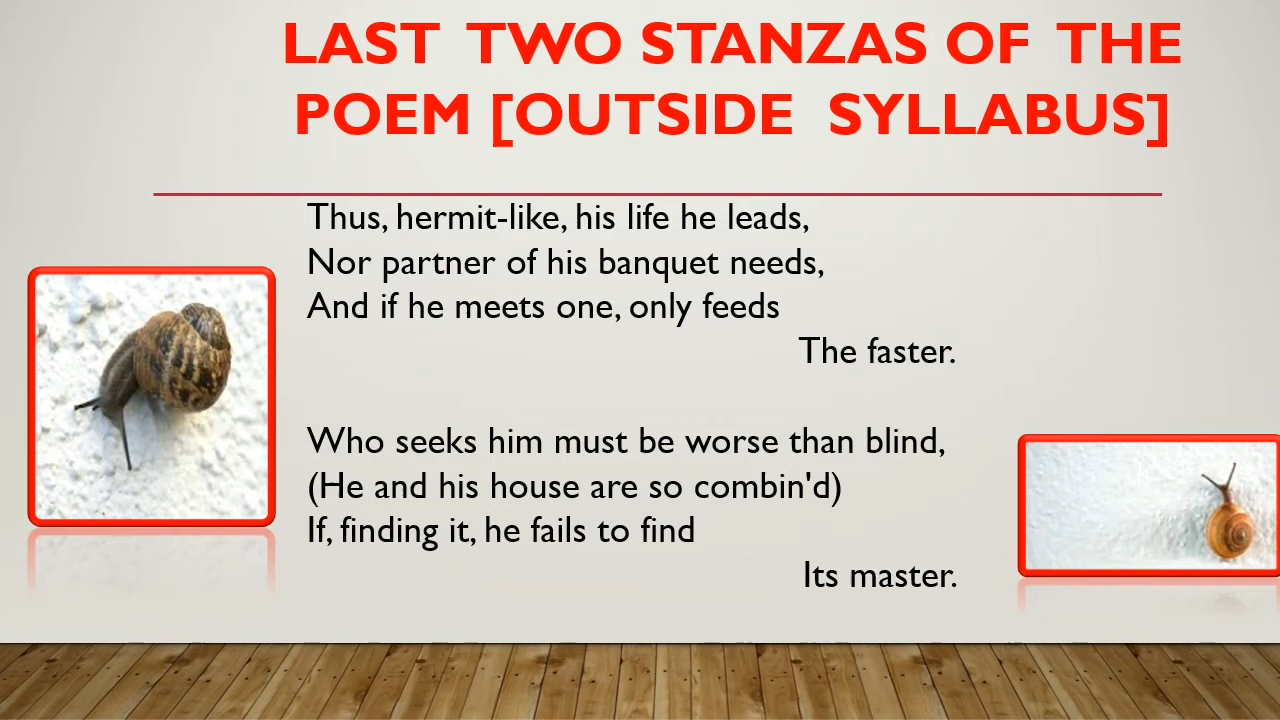 LAST TWO STANZAS OF THE
POEM [OUTSIDE SYLLABUS]
Thus, hermit-like, his life he leads,
Nor partner of his banquet needs,
And if he meets one, only feeds
The faster.
Who seeks him must be worse than blind,
(He and his house are so combin'd)
If, finding it, he fails to find
Its master.